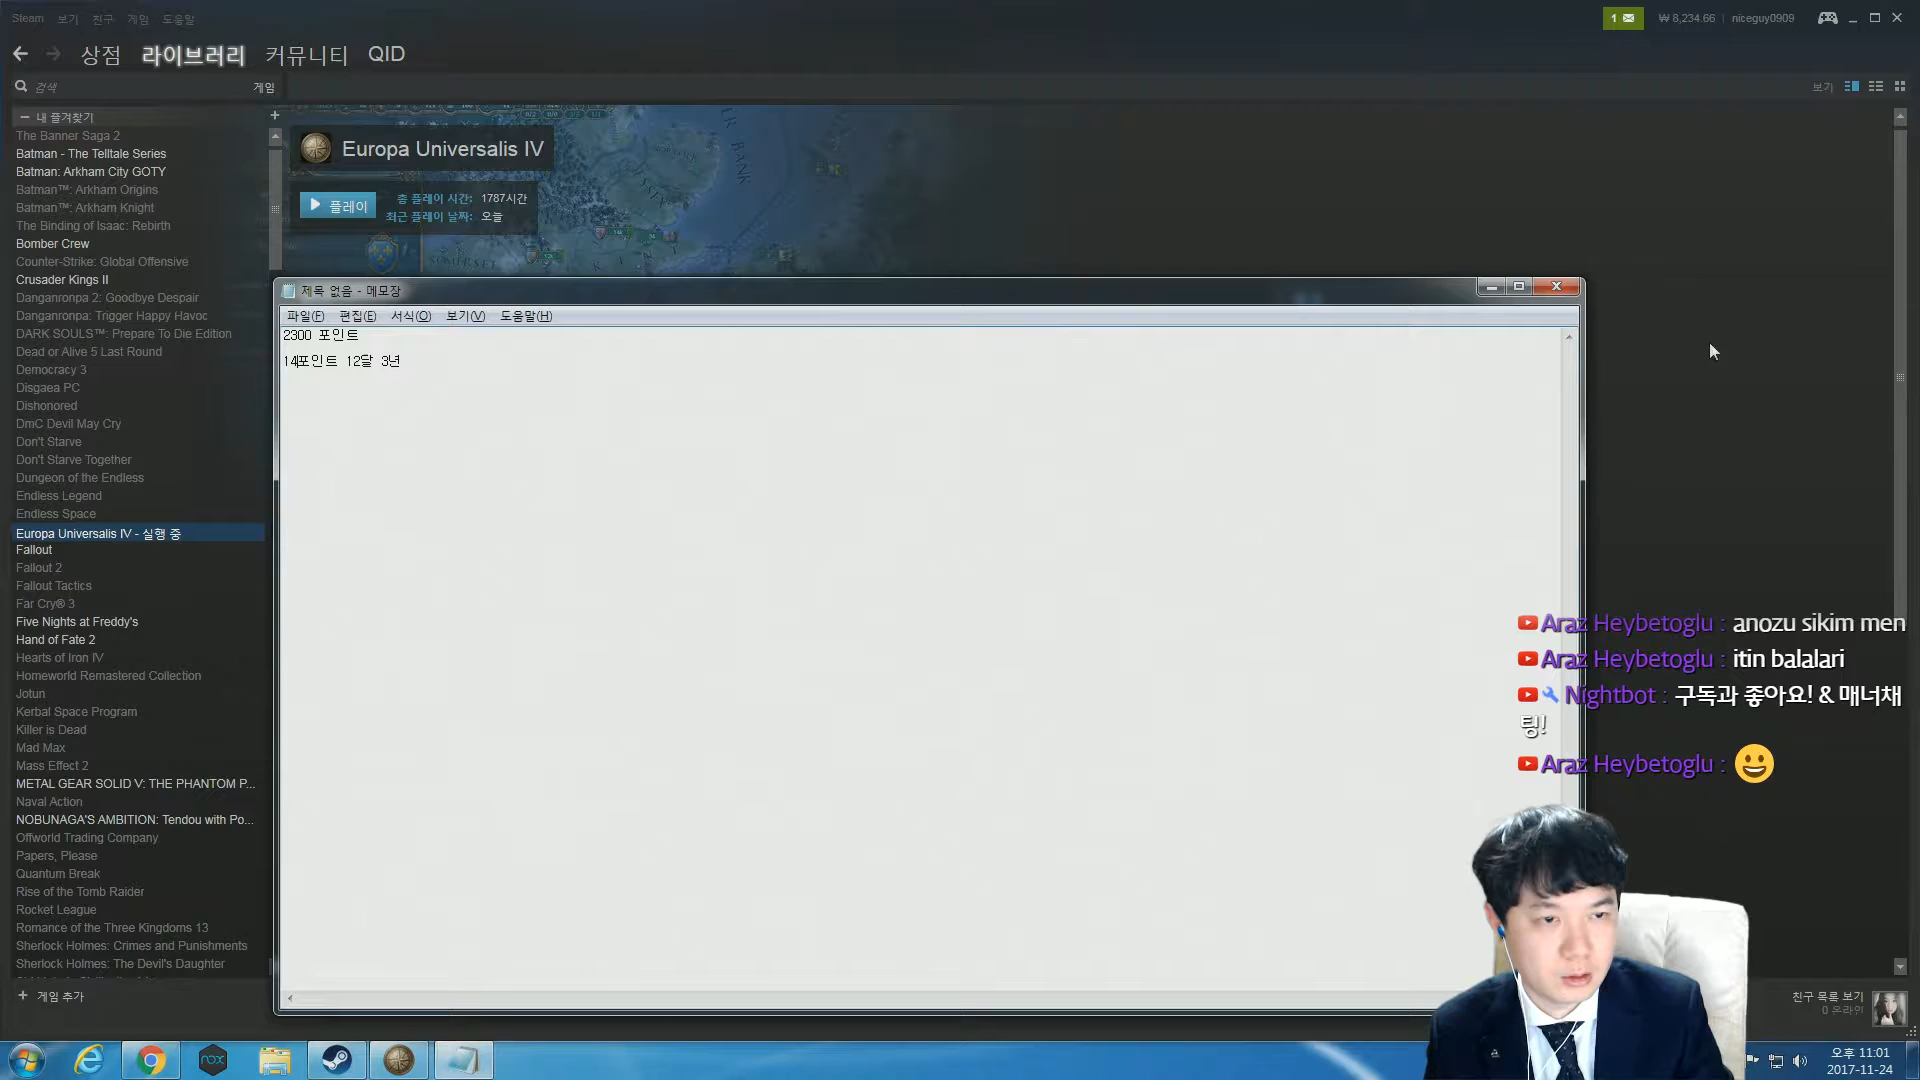 Steam 보기 친구 게임 도움말
1
₩ 8,234.66 niceguy0909
상점 라이브러리 커뮤니티 QID
검색 게임
보기
내 즐겨찾기
The Banner Saga 2
Batman - The Telltale Series
Batman: Arkham City GOTY
Batman™: Arkham Origins
Batman™: Arkham Knight
The Binding of Isaac: Rebirth
Bomber Crew
Counter-Strike: Global Offensive
Crusader Kings II
Danganronpa 2: Goodbye Despair
Danganronpa: Trigger Happy Havoc
DARK SOULS™: Prepare To Die Edition
Dead or Alive 5 Last Round
Democracy 3
Disgaea PC
Dishonored
DmC Devil May Cry
Don't Starve
Don't Starve Together
Dungeon of the Endless
Endless Legend
Endless Space
Europa Universalis IV - 실행 중
Fallout
Fallout 2
Fallout Tactics
Far Cry® 3
Five Nights at Freddy's
Hand of Fate 2
Hearts of Iron IV
Homeworld Remastered Collection
Jotun
Kerbal Space Program
Killer is Dead
Mad Max
Mass Effect 2
METAL GEAR SOLID V: THE PHANTOM P...
Naval Action
NOBUNAGA'S AMBITION: Tendou with Po...
Offworld Trading Company
Papers, Please
Quantum Break
Rise of the Tomb Raider
Rocket League
Romance of the Three Kingdoms 13
Sherlock Holmes: Crimes and Punishments
Sherlock Holmes: The Devil's Daughter
게임 추가
Europa Universalis IV
플레이
총 플레이 시간: 1787시간
최근 플레이 날짜: 오늘
BANK
SOMERSET
제목 없음 - 메모장
파일(F) 편집(E) 서식(O) 보기(V) 도움말(H)
2300 포인트
14포인트 12달 3년
Araz Heybetoglu : anozu sikim men
Araz Heybetoglu : itin balalari
Nightbot : 구독과 좋아요! & 매너채
팅!
Araz Heybetoglu : 😀
친구 목록 보기
0 온라인
nox
오후 11:01
2017-11-24